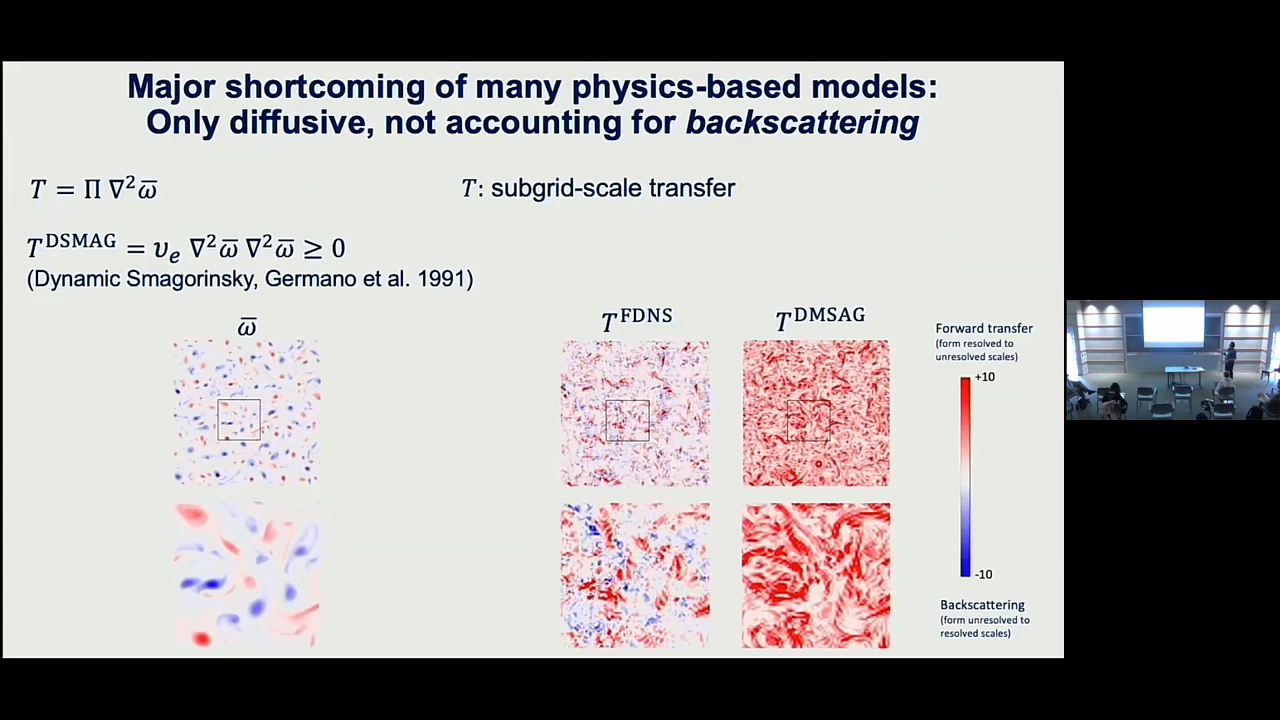 Major shortcoming of many physics-based models:
Only diffusive, not accounting for backscattering
T = Π ∇²ω̅
T: subgrid-scale transfer
T^DSMAG = υₑ ∇²ω̅ ∇²ω̅ ≥ 0
(Dynamic Smagorinsky, Germano et al. 1991)
ω̅
T^FDNS
T^DMSAG
Forward transfer
(form resolved to
unresolved scales)
+10
-10
Backscattering
(form unresolved to
resolved scales)